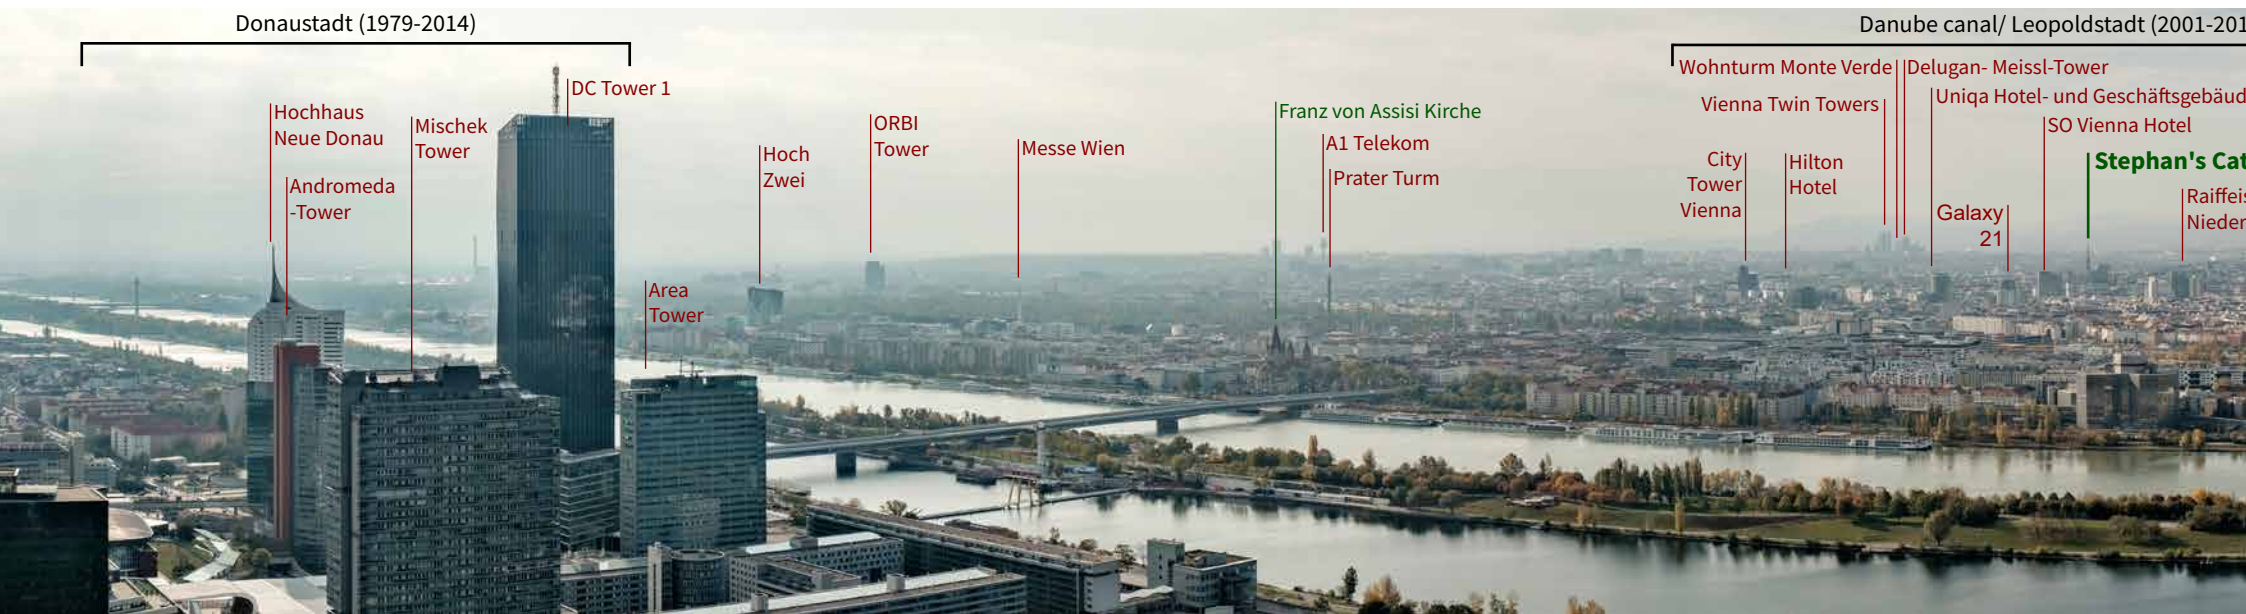 Donaustadt (1979-2014)
Danube canal/ Leopoldstadt (2001-201
Hochhaus
Neue Donau
Andromeda
-Tower
Mischek
Tower
DC Tower 1
Area
Tower
Hoch
Zwei
ORBI
Tower
Messe Wien
Franz von Assisi Kirche
A1 Telekom
Prater Turm
Wohnturm Monte Verde
Delugan- Meissl-Tower
Vienna Twin Towers
Uniqa Hotel- und Geschäftsgebäud
City
Tower
Vienna
Hilton
Hotel
SO Vienna Hotel
Galaxy
21
Stephan's Cat
Raiffeis
Nieder